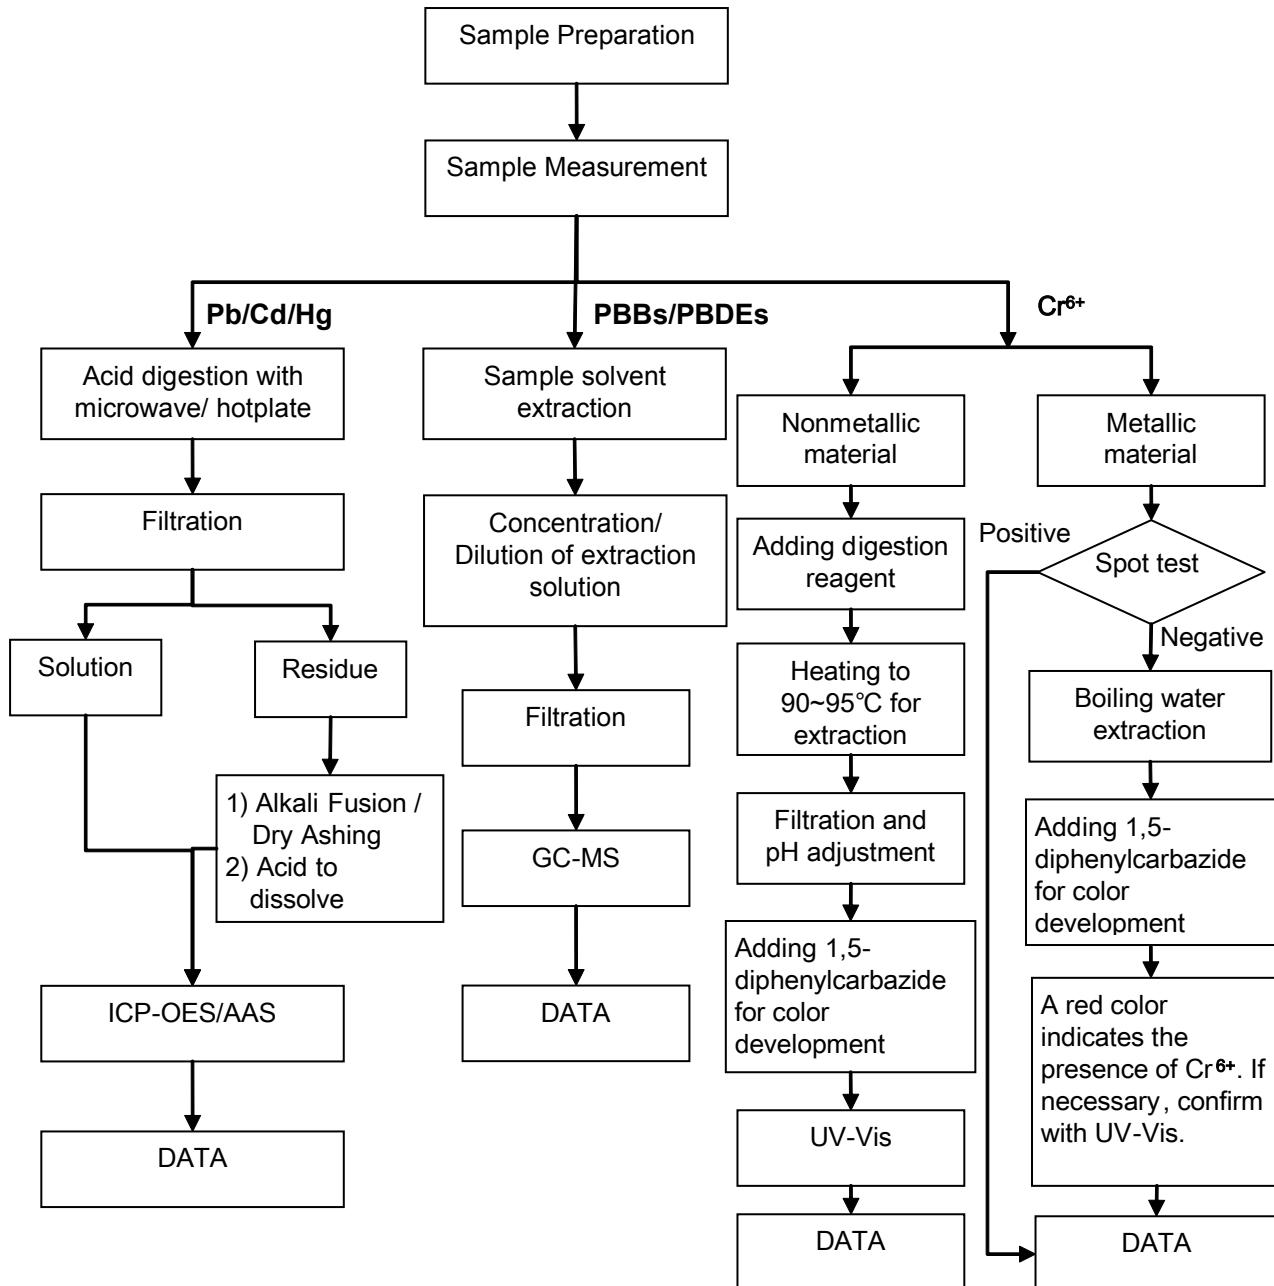 Sample Preparation
Sample Measurement
Pb/Cd/Hg
PBBs/PBDEs
Cr⁶⁺
Acid digestion with
microwave/ hotplate
Filtration
Solution
Residue
1) Alkali Fusion /
Dry Ashing
2) Acid to
dissolve
ICP-OES/AAS
DATA
Sample solvent
extraction
Concentration/
Dilution of extraction
solution
Filtration
GC-MS
DATA
Nonmetallic
material
Adding digestion
reagent
Heating to
90~95℃ for
extraction
Filtration and
pH adjustment
Adding 1,5-
diphenylcarbazide
for color
development
UV-Vis
DATA
Metallic
material
Spot test
Positive
Negative
Boiling water
extraction
Adding 1,5-
diphenylcarbazide
for color
development
A red color
indicates the
presence of Cr⁶⁺. If
necessary, confirm
with UV-Vis.
DATA